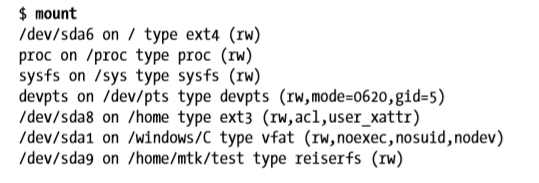 $ mount
/dev/sda6 on / type ext4 (rw)
proc on /proc type proc (rw)
sysfs on /sys type sysfs (rw)
devpts on /dev/pts type devpts (rw,mode=0620,gid=5)
/dev/sda8 on /home type ext3 (rw,acl,user_xattr)
/dev/sda1 on /windows/C type vfat (rw,noexec,nosuid,nodev)
/dev/sda9 on /home/mtk/test type reiserfs (rw)